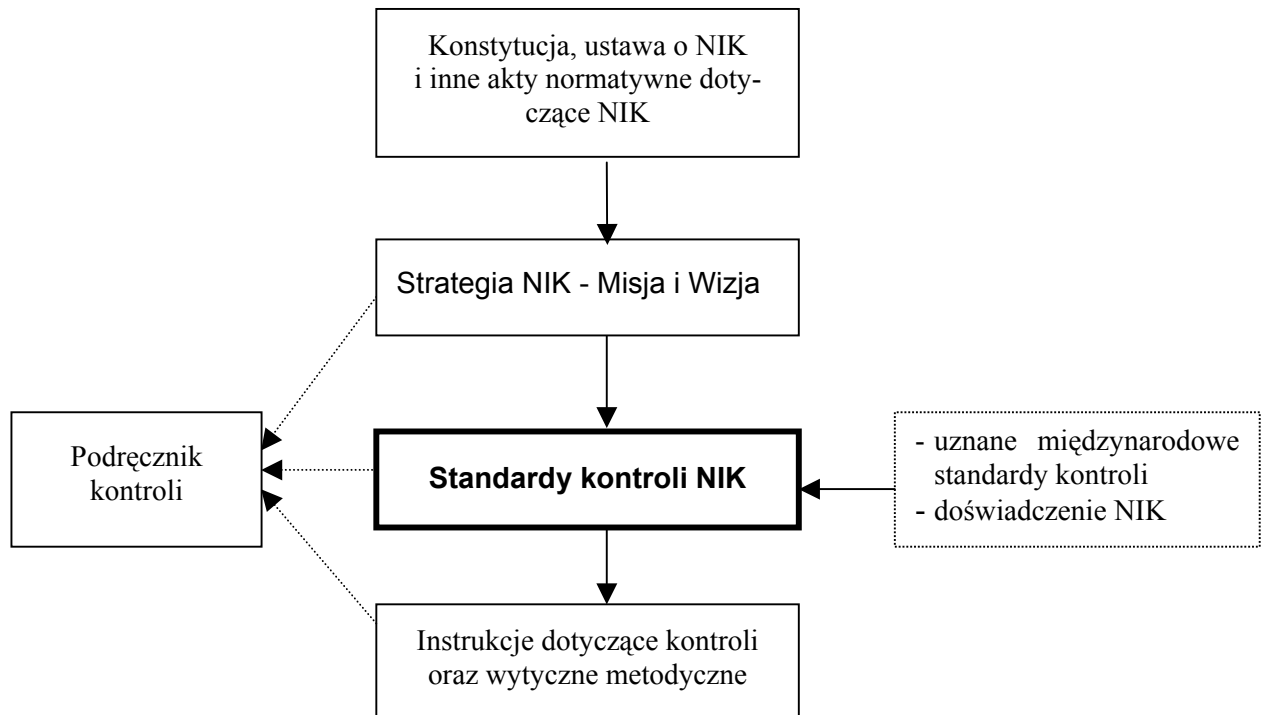 Konstytucja, ustawa o NIK
i inne akty normatywne doty-
czące NIK
Strategia NIK - Misja i Wizja
Podręcznik
kontroli
Standardy kontroli NIK
- uznane międzynarodowe
standardy kontroli
- doświadczenie NIK
Instrukcje dotyczące kontroli
oraz wytyczne metodyczne